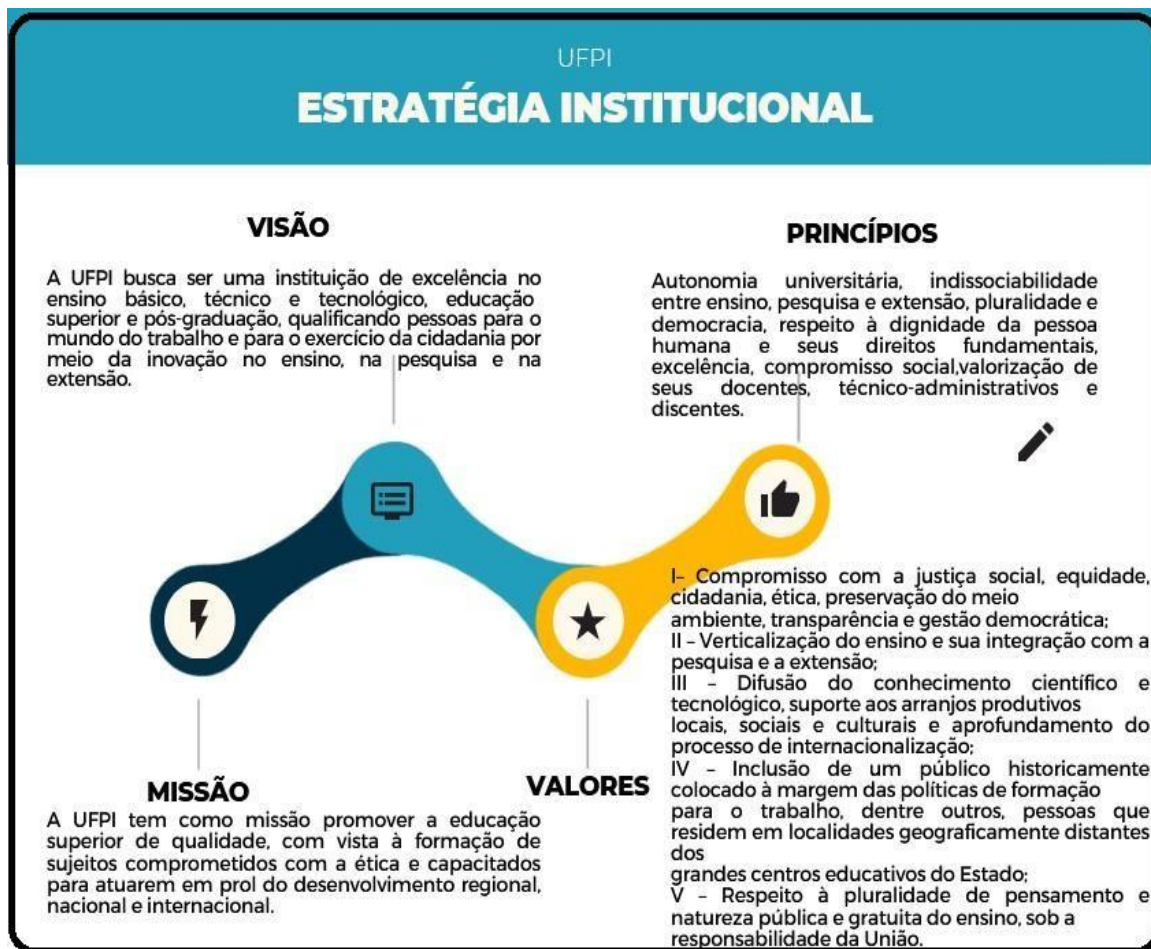 UFPI
ESTRATÉGIA INSTITUCIONAL
VISÃO
A UFPI busca ser uma instituição de excelência no
ensino básico, técnico e tecnológico, educação
superior e pós-graduação, qualificando pessoas para o
mundo do trabalho e para o exercício da cidadania por
meio da inovação no ensino, na pesquisa e na
extensão.
PRINCÍPIOS
Autonomia universitária, indissociabilidade
entre ensino, pesquisa e extensão, pluralidade e
democracia, respeito à dignidade da pessoa
humana e seus direitos fundamentais,
excelência, compromisso social,valorização de
seus docentes, técnico-administrativos e
discentes.
MISSÃO
A UFPI tem como missão promover a educação
superior de qualidade, com vista à formação de
sujeitos comprometidos com a ética e capacitados
para atuarem em prol do desenvolvimento regional,
nacional e internacional.
VALORES
I– Compromisso com a justiça social, equidade,
cidadania, ética, preservação do meio
ambiente, transparência e gestão democrática;
II – Verticalização do ensino e sua integração com a
pesquisa e a extensão;
III – Difusão do conhecimento científico e
tecnológico, suporte aos arranjos produtivos
locais, sociais e culturais e aprofundamento do
processo de internacionalização;
IV – Inclusão de um público historicamente
colocado à margem das políticas de formação
para o trabalho, dentre outros, pessoas que
residem em localidades geograficamente distantes
dos
grandes centros educativos do Estado;
V – Respeito à pluralidade de pensamento e
natureza pública e gratuita do ensino, sob a
responsabilidade da União.